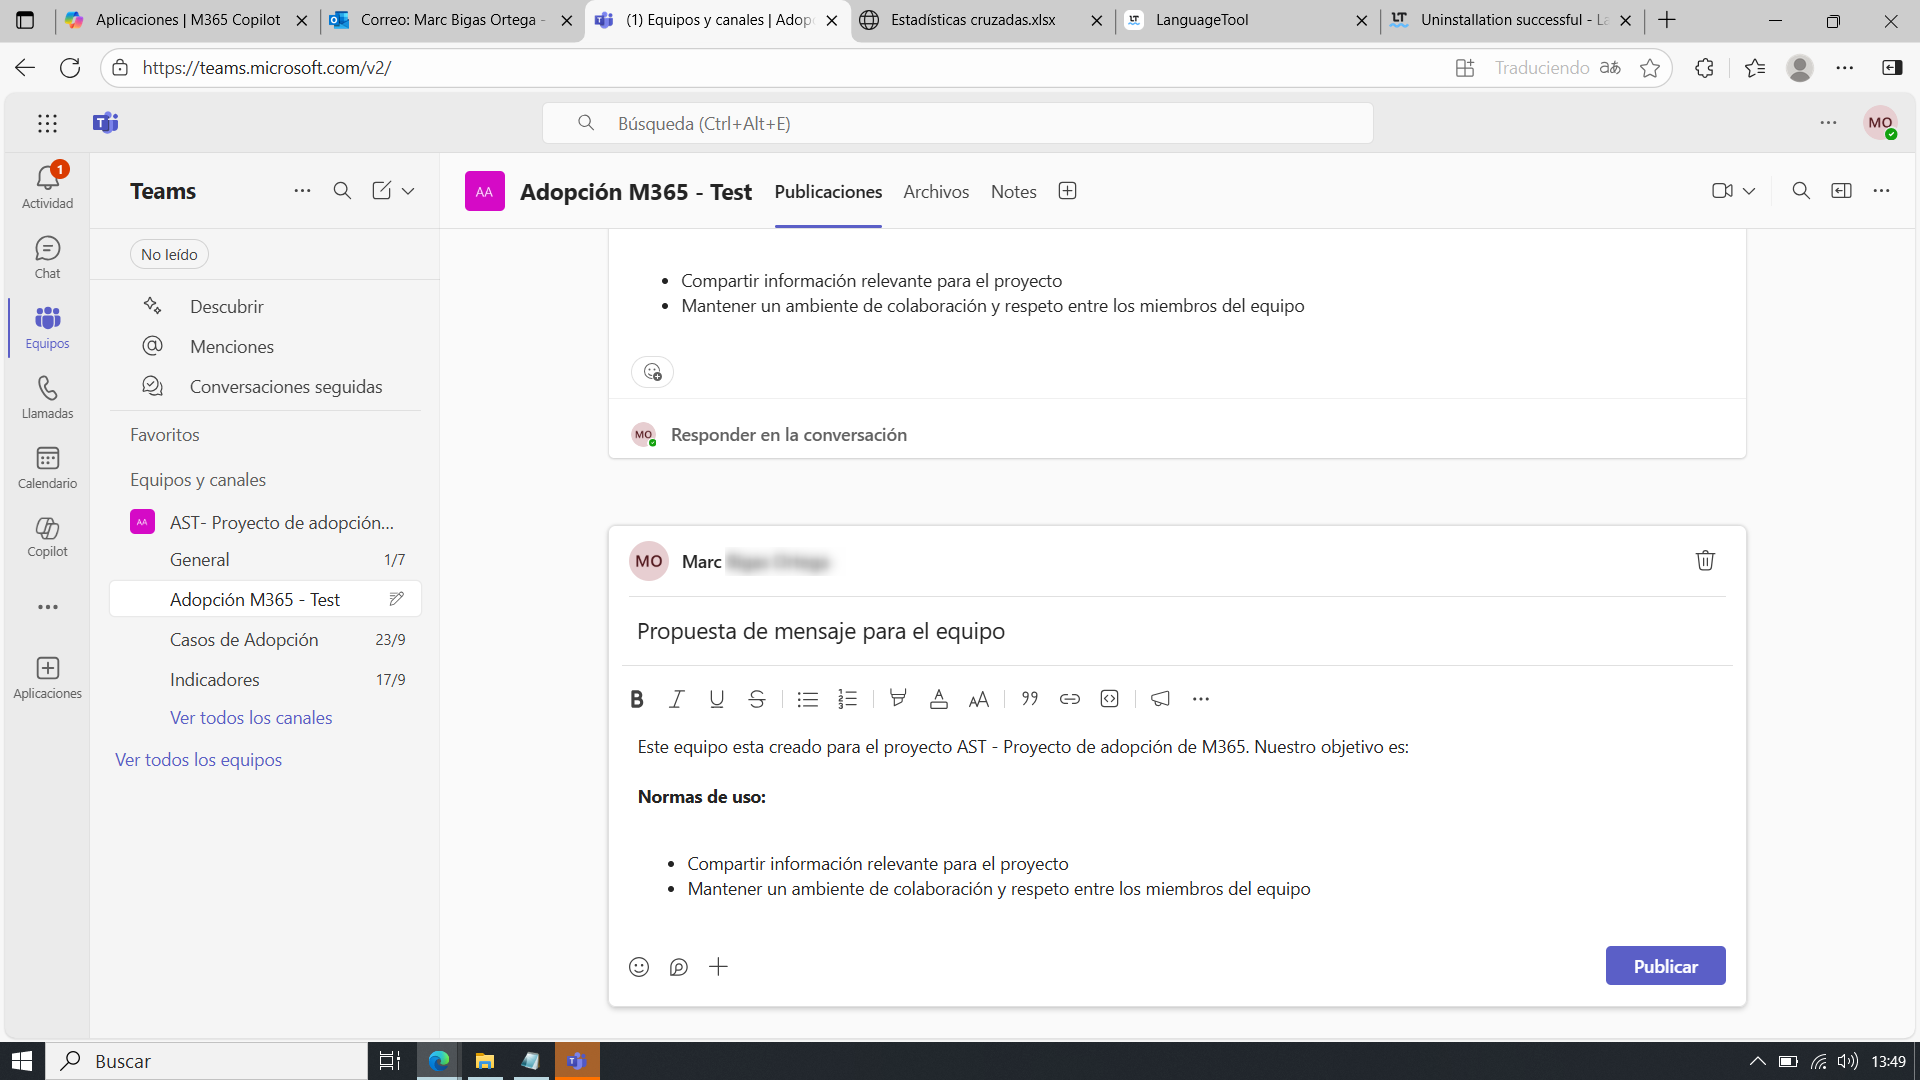 Aplicaciones | M365 Copilot
Correo: Marc Bigas Ortega -
(1) Equipos y canales | Adop
Estadísticas cruzadas.xlsx
LanguageTool
Uninstallation successful - La
https://teams.microsoft.com/v2/
Traduciendo
Búsqueda (Ctrl+Alt+E)
MO
1
Actividad
Chat
Equipos
Llamadas
Calendario
Copilot
Aplicaciones
Teams
No leído
Descubrir
Menciones
Conversaciones seguidas
Favoritos
Equipos y canales
AA AST- Proyecto de adopción...
General 1/7
Adopción M365 - Test
Casos de Adopción 23/9
Indicadores 17/9
Ver todos los canales
Ver todos los equipos
AA Adopción M365 - Test Publicaciones Archivos Notes
• Compartir información relevante para el proyecto
• Mantener un ambiente de colaboración y respeto entre los miembros del equipo
MO Responder en la conversación
MO Marc
Propuesta de mensaje para el equipo
Este equipo esta creado para el proyecto AST - Proyecto de adopción de M365. Nuestro objetivo es:
Normas de uso:
• Compartir información relevante para el proyecto
• Mantener un ambiente de colaboración y respeto entre los miembros del equipo
Publicar
Buscar
13:49